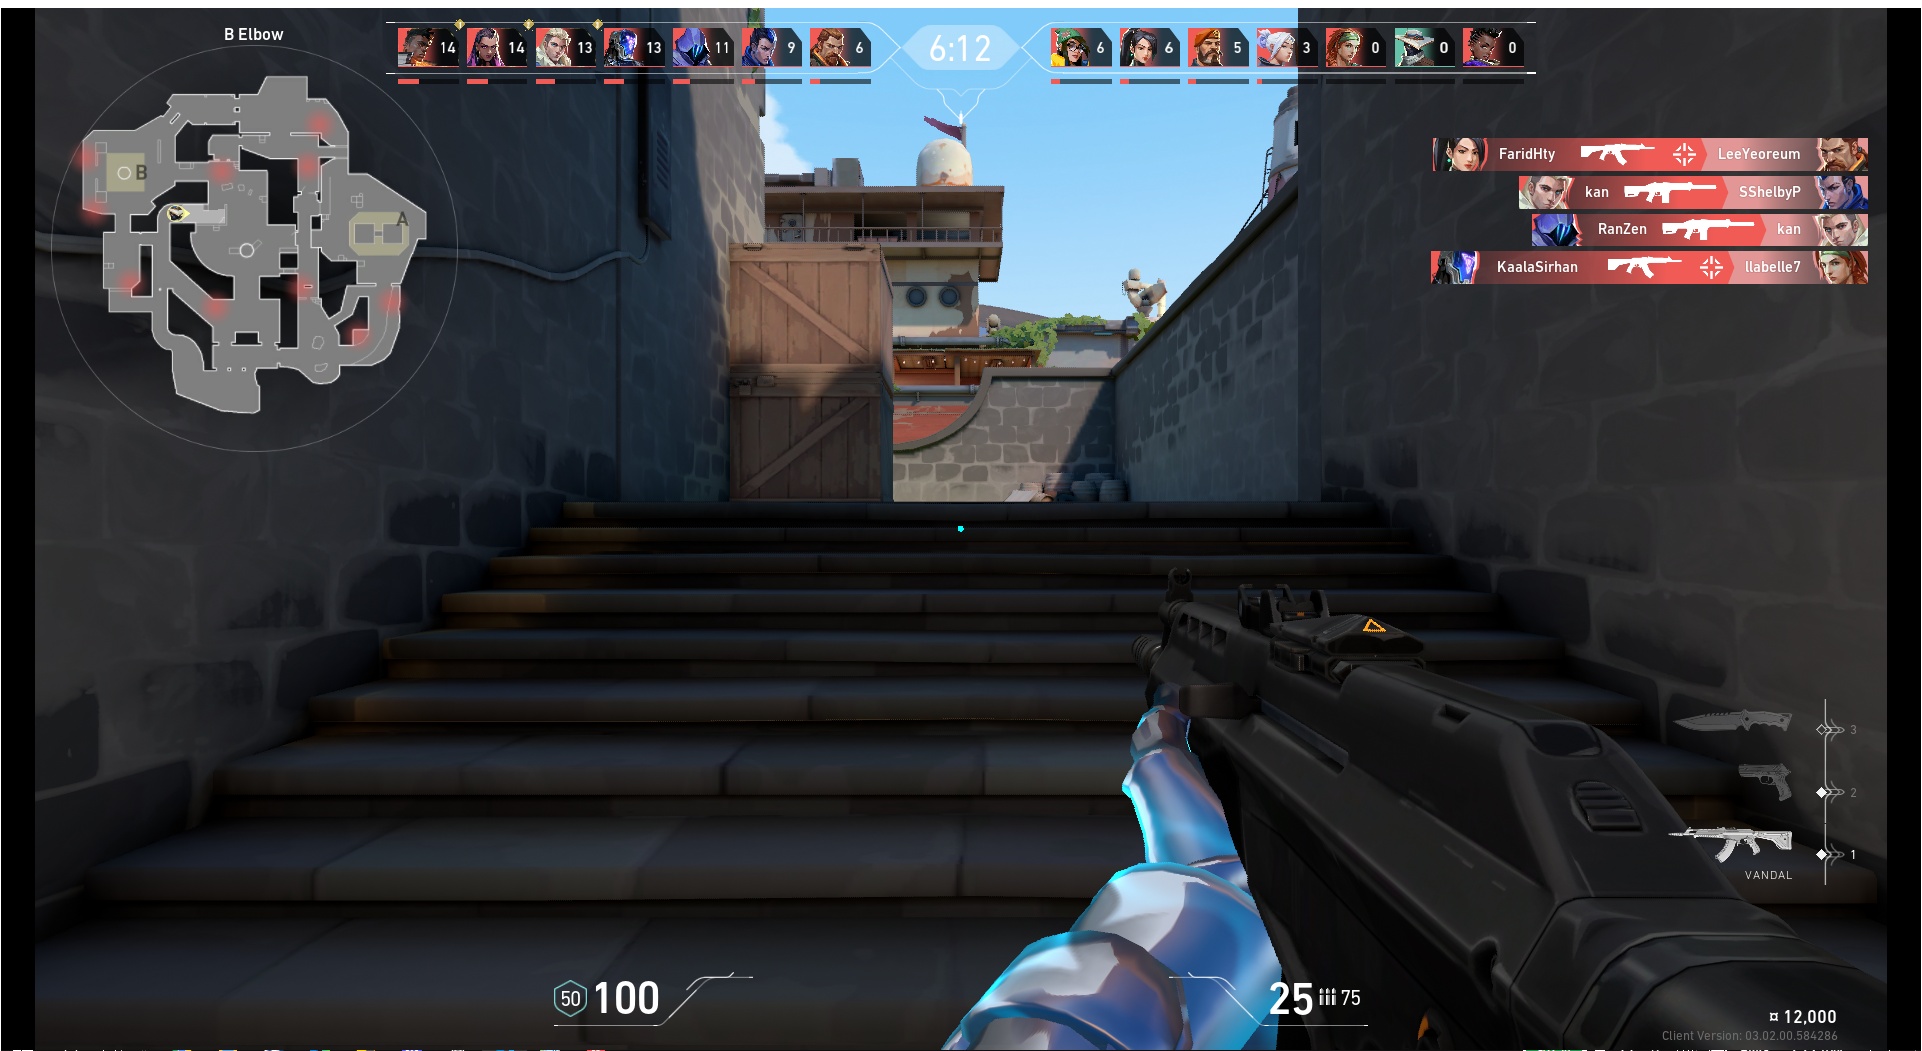 B Elbow
14 14 13 13 11 9 6 6:12 6 6 5 3 0 0 0
B
A
FaridHty LeeYeoreum
kan SShelbyP
RanZen kan
KaalaSirhan llabelle7
3
2
1
VANDAL
50 100
25 75
¤ 12,000
Client Version: 03.02.00.584286